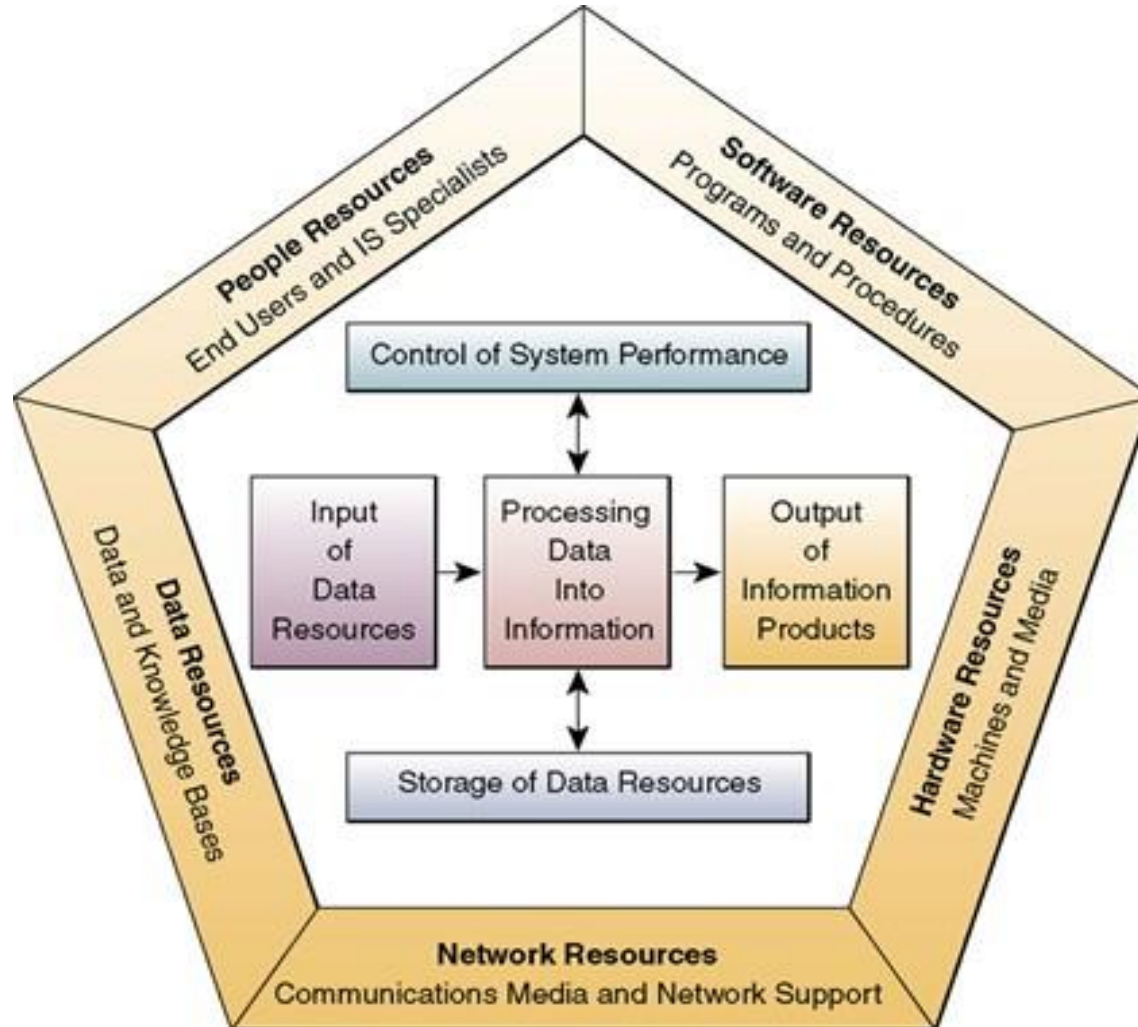 People Resources
End Users and IS Specialists
Software Resources
Programs and Procedures
Control of System Performance
Input
of
Data
Resources
Processing
Data
Into
Information
Output
of
Information
Products
Storage of Data Resources
Data Resources
Data and Knowledge Bases
Hardware Resources
Machines and Media
Network Resources
Communications Media and Network Support